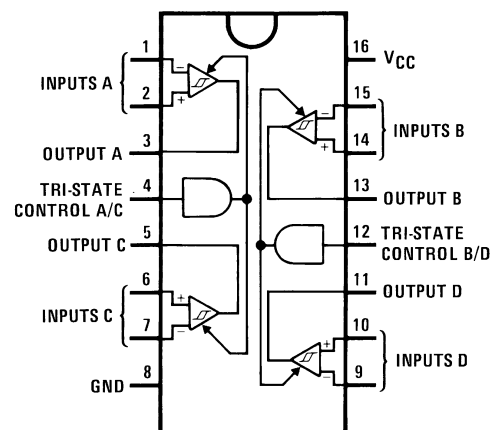 1
INPUTS A
2
3
OUTPUT A
4
TRI-STATE
CONTROL A/C
5
OUTPUT C
6
INPUTS C
7
8
GND
16
VCC
15
INPUTS B
14
13
OUTPUT B
12
TRI-STATE
CONTROL B/D
11
OUTPUT D
10
INPUTS D
9
−
+
+
−
−
+
+
−